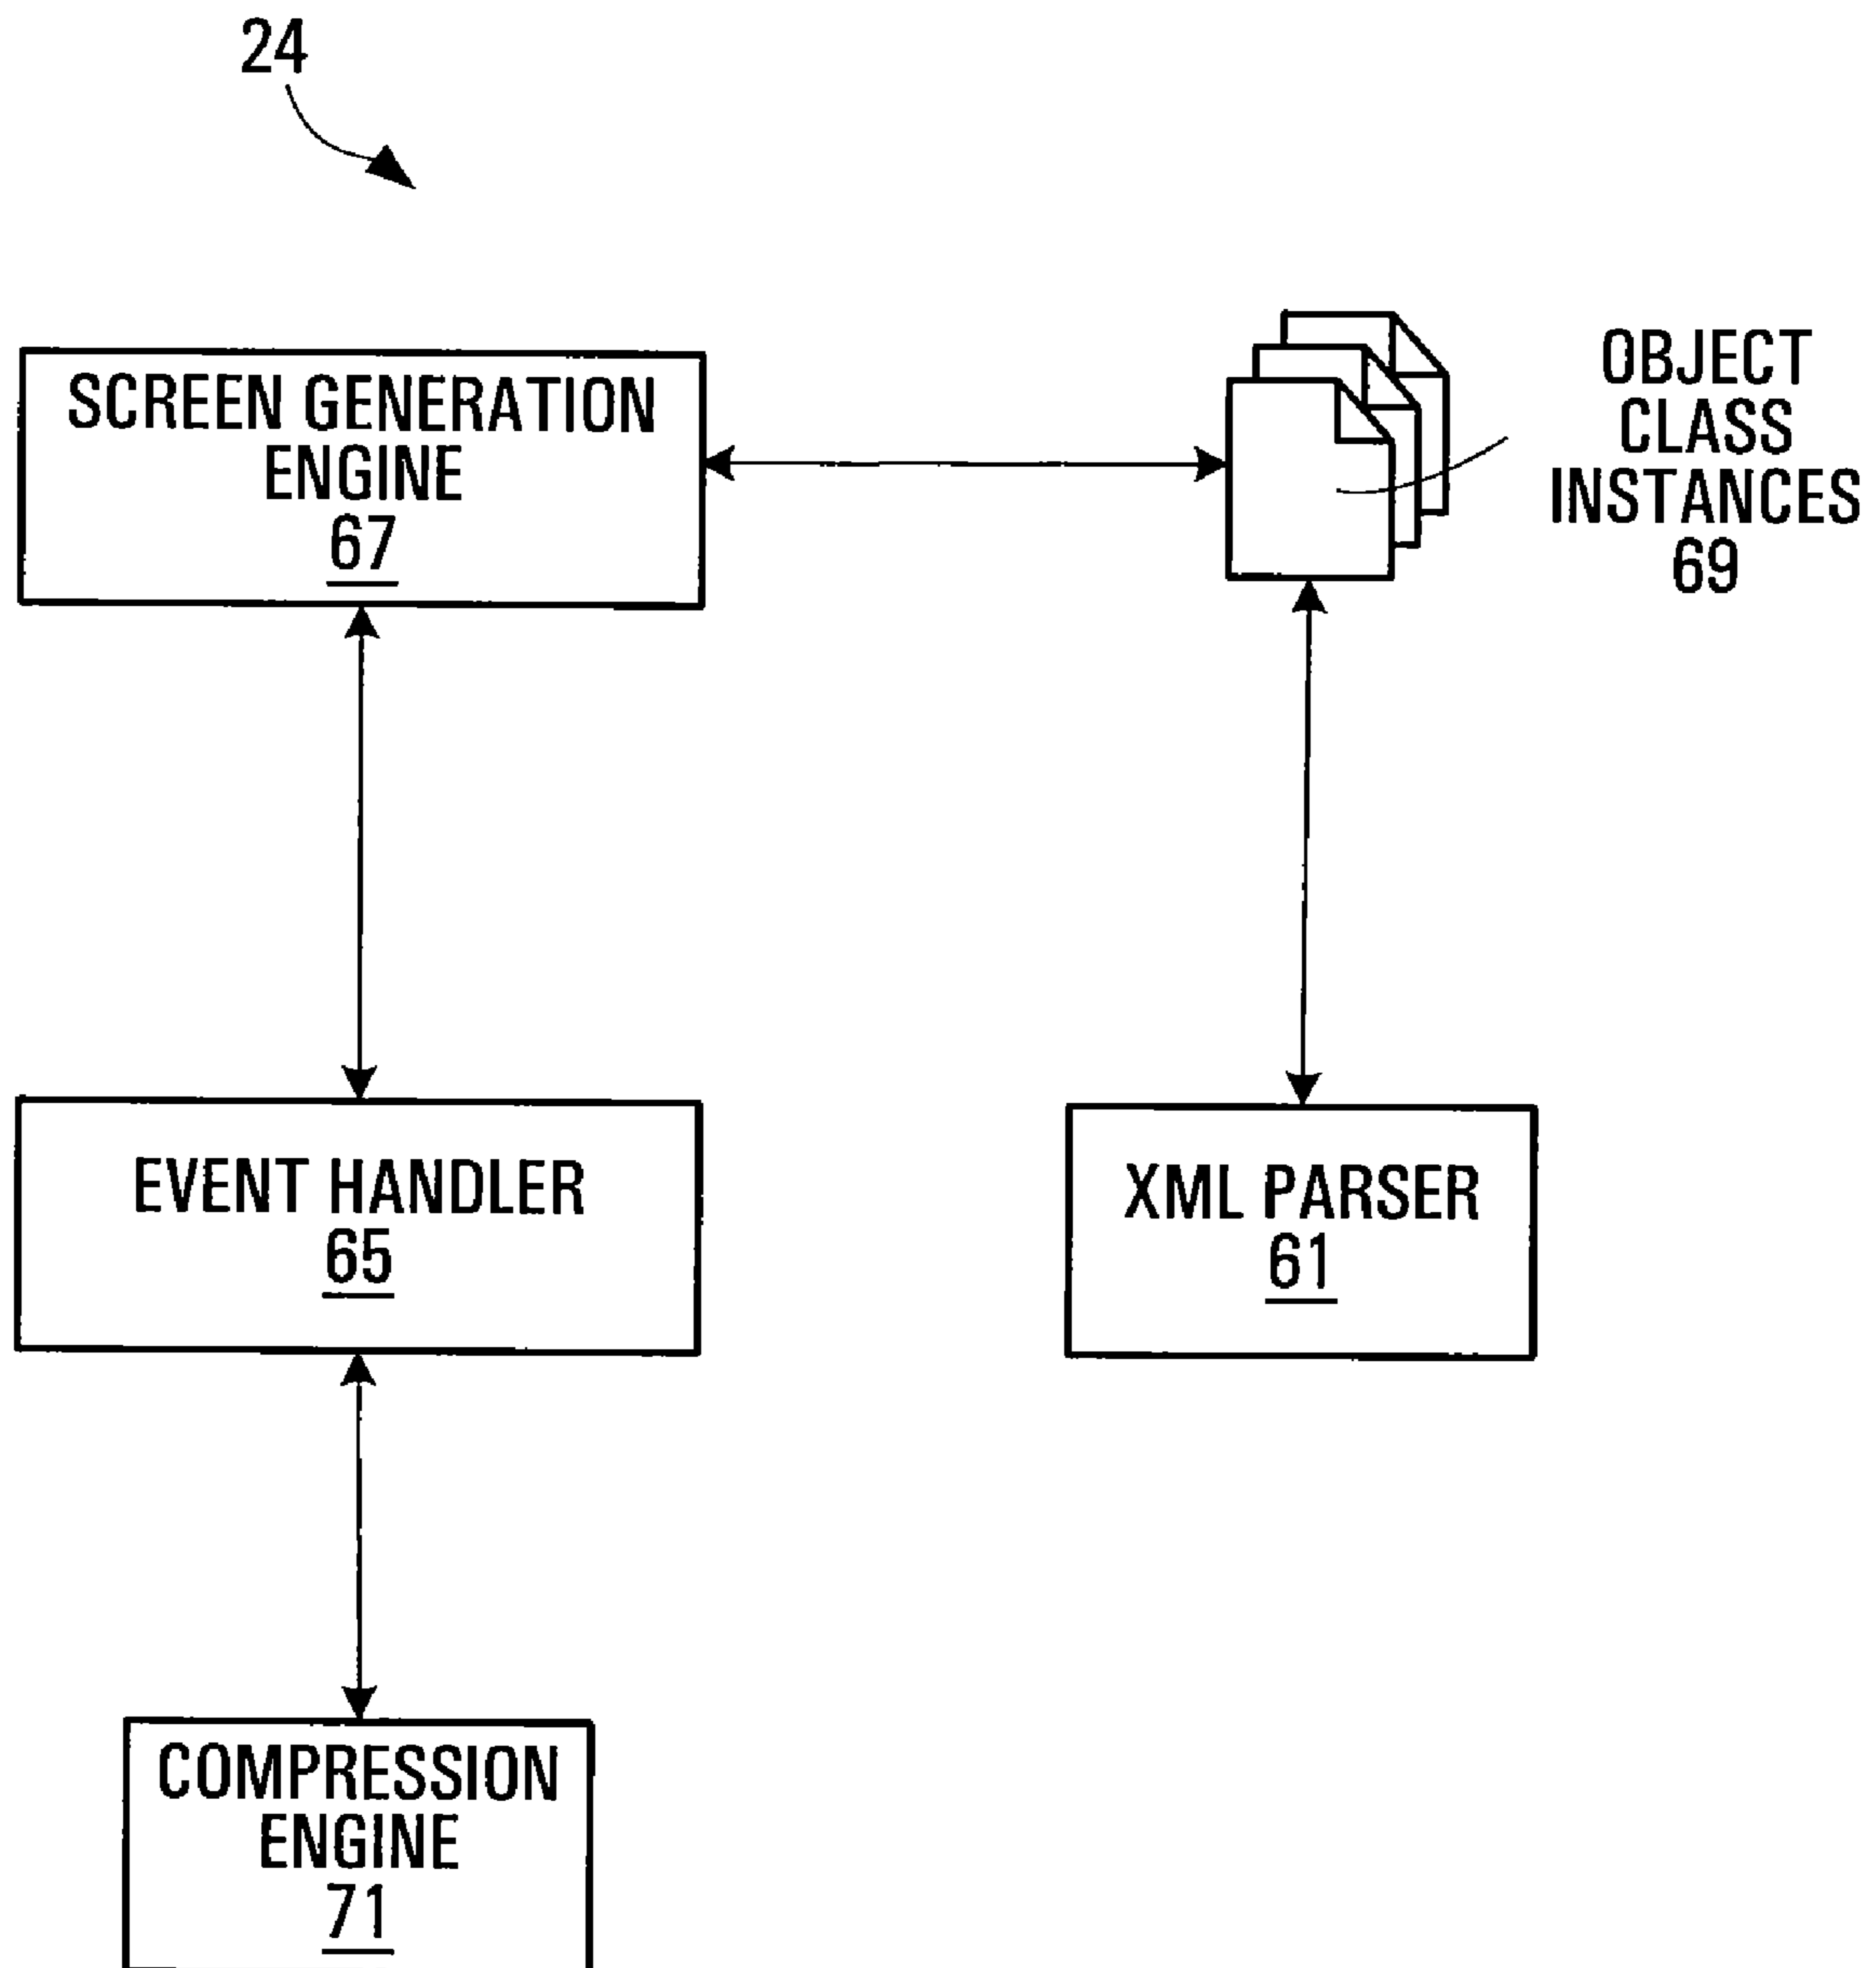 24
SCREEN GENERATION
ENGINE
67
OBJECT
CLASS
INSTANCES
69
EVENT HANDLER
65
XML PARSER
61
COMPRESSION
ENGINE
71